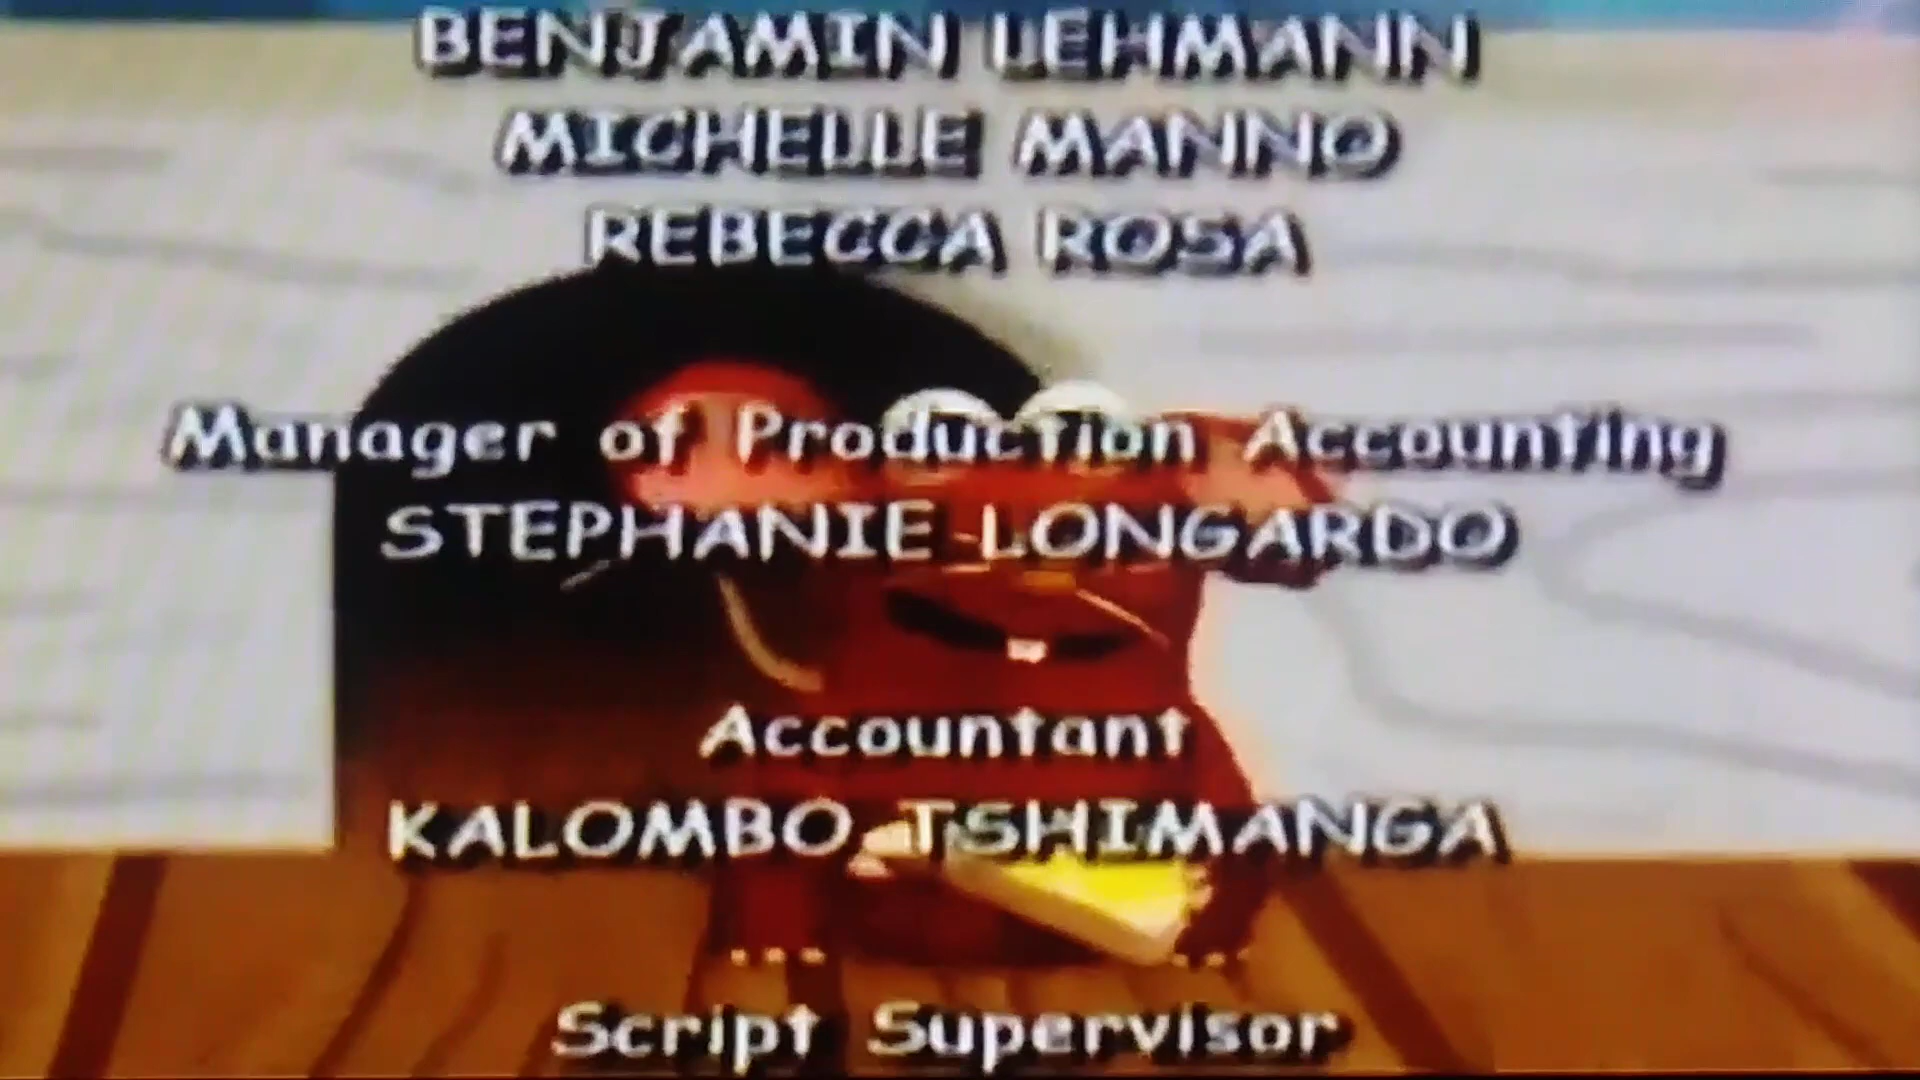 BENJAMIN LEHMANN
MICHELLE MANNO
REBECCA ROSA
Manager of Production Accounting
STEPHANIE LONGARDO
Accountant
KALOMBO TSHIMANGA
Script Supervisor